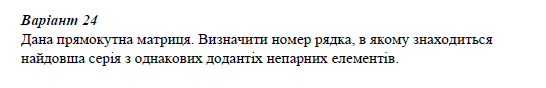 Варіант 24
Дана прямокутна матриця. Визначити номер рядка, в якому знаходиться
найдовша серія з однакових додантіх непарних елементів.